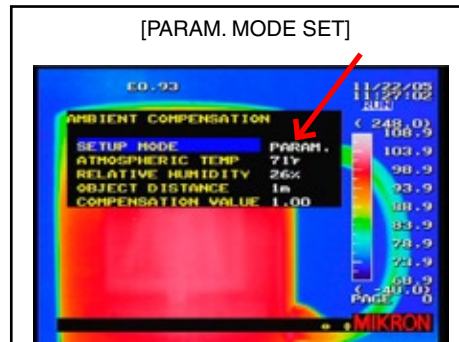 [PARAM. MODE SET]
E0.93
11/27/05
11:27:02
RUN
AMBIENT COMPENSATION
SETUP MODE PARAM.
ATMOSPHERIC TEMP 71F
RELATIVE HUMIDITY 26%
OBJECT DISTANCE 1m
COMPENSATION VALUE 1.00
( 248.0)
108.9
103.9
98.9
93.9
88.9
83.9
78.9
73.9
68.9
( -40.0)
PAGE 0
MIKRON